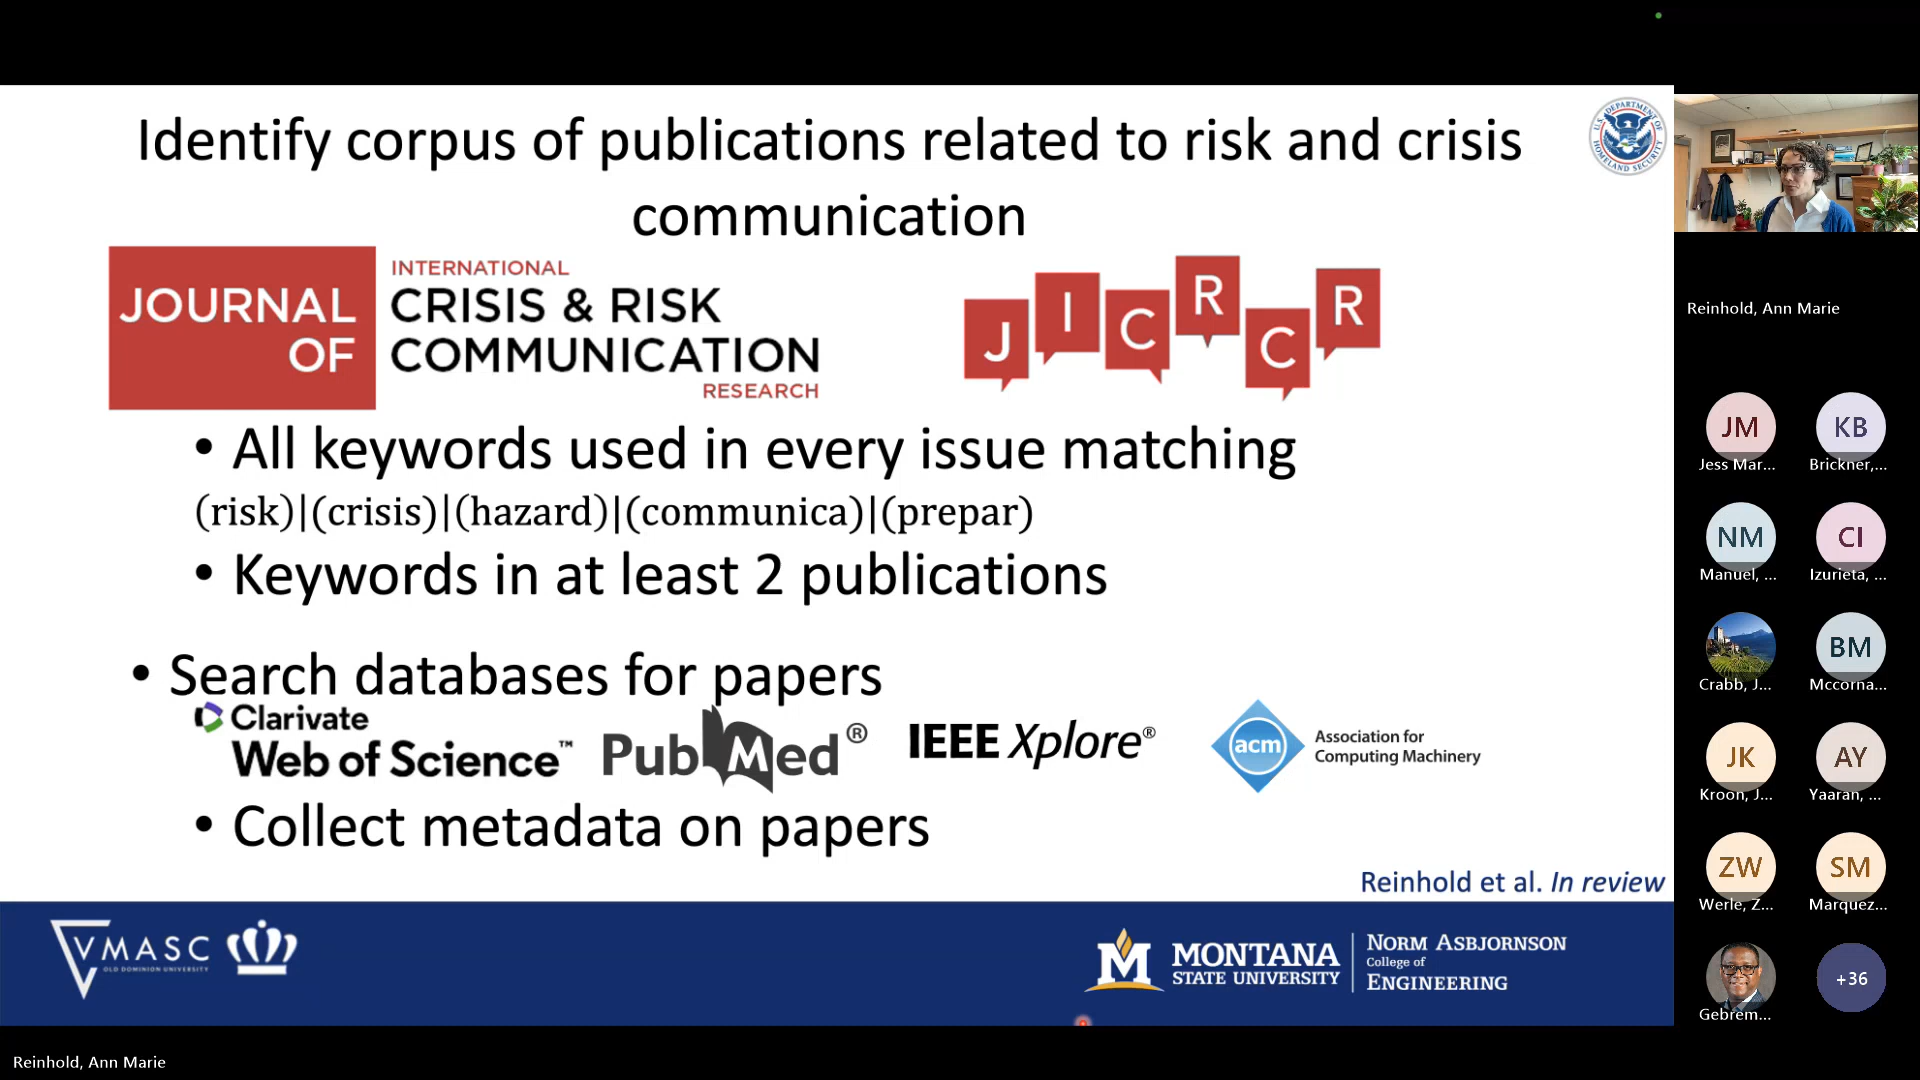 Identify corpus of publications related to risk and crisis
communication
U.S. DEPARTMENT OF
HOMELAND SECURITY
JOURNAL
OF
INTERNATIONAL
CRISIS & RISK
COMMUNICATION
RESEARCH
J I C R C R
• All keywords used in every issue matching
(risk)|(crisis)|(hazard)|(communica)|(prepar)
• Keywords in at least 2 publications
• Search databases for papers
Clarivate
Web of Science™
PubMed®
IEEE Xplore®
acm
Association for
Computing Machinery
• Collect metadata on papers
Reinhold et al. In review
VMASC
OLD DOMINION UNIVERSITY
M
MONTANA
STATE UNIVERSITY
NORM ASBJORNSON
College of
ENGINEERING
Reinhold, Ann Marie
Reinhold, Ann Marie
JM
Jess Mar...
KB
Brickner,...
NM
Manuel, ...
CI
Izurieta, ...
Crabb, J...
BM
Mccorna...
JK
Kroon, J...
AY
Yaaran, ...
ZW
Werle, Z...
SM
Marquez...
Gebrem...
+36